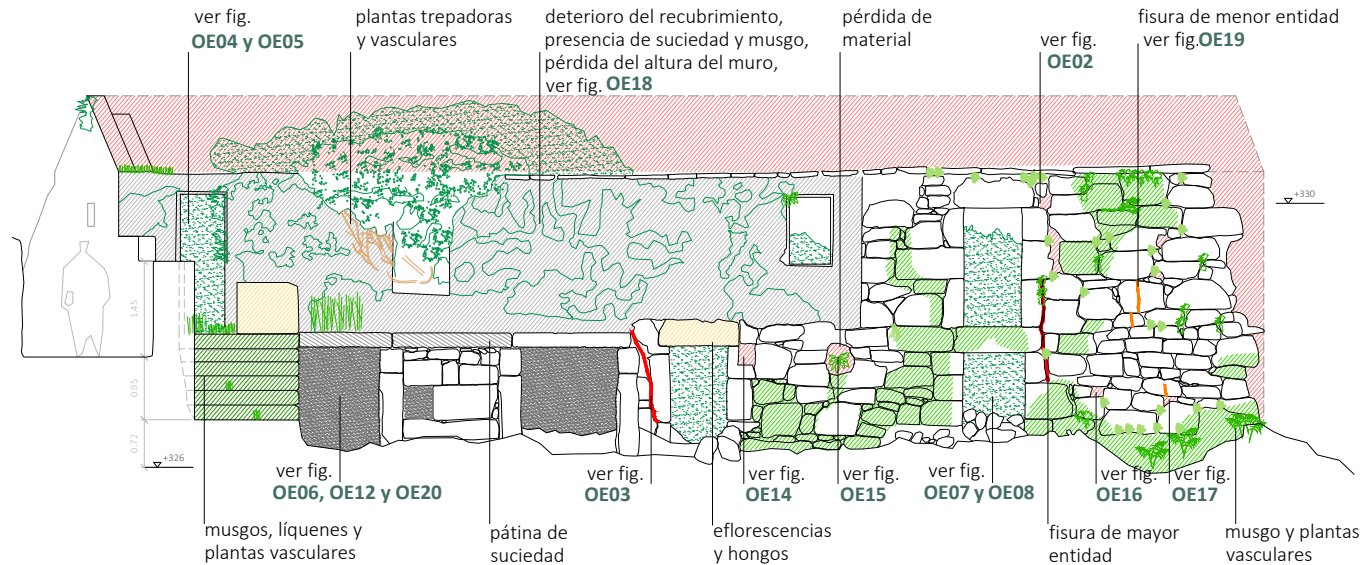 ver fig.
OE04 y OE05
plantas trepadoras
y vasculares
deterioro del recubrimiento,
presencia de suciedad y musgo,
pérdida del altura del muro,
ver fig. OE18
pérdida de
material
ver fig.
OE02
fisura de menor entidad
ver fig. OE19
+330
1.45
0.95
0.72
+326
ver fig.
OE06, OE12 y OE20
ver fig.
OE03
ver fig.
OE14
ver fig.
OE15
ver fig.
OE07 y OE08
ver fig.
OE16
ver fig.
OE17
musgos, líquenes y
plantas vasculares
pátina de
suciedad
eflorescencias
y hongos
fisura de mayor
entidad
musgo y plantas
vasculares